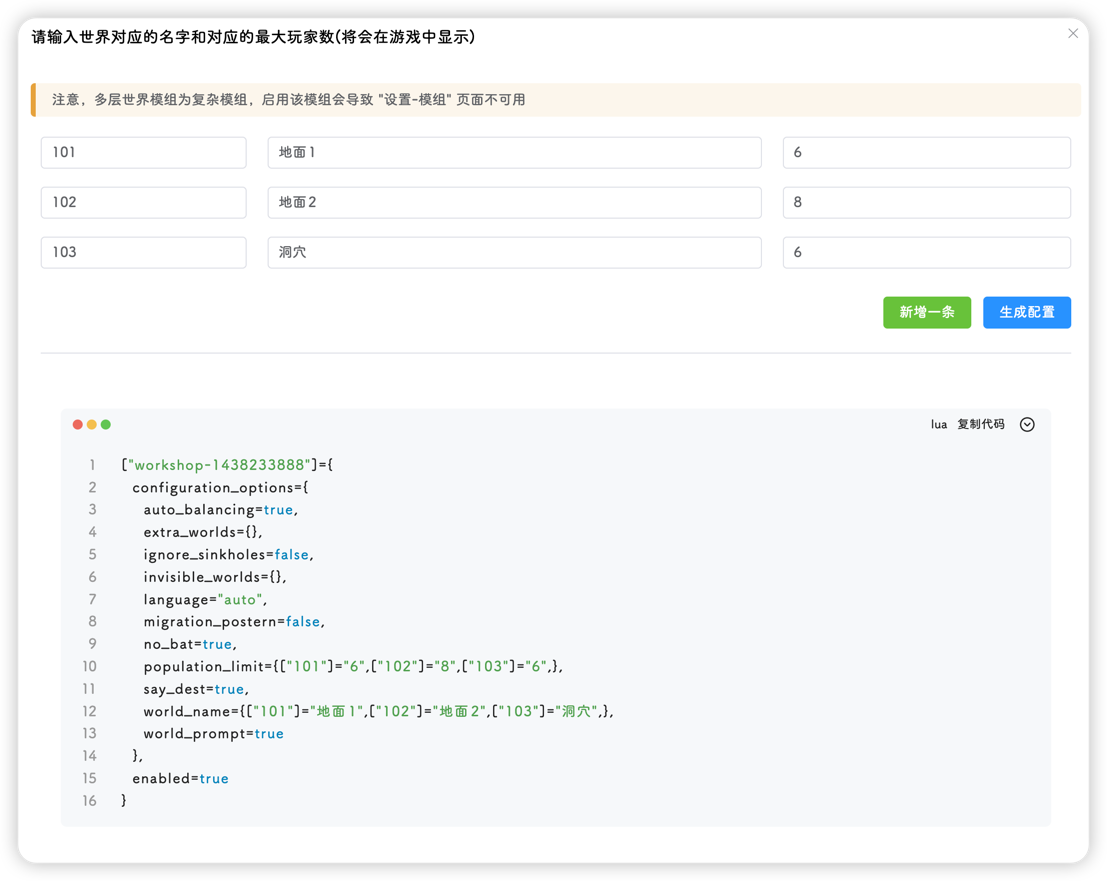 请输入世界对应的名字和对应的最大玩家数(将会在游戏中显示)
注意，多层世界模组为复杂模组，启用该模组会导致 "设置-模组" 页面不可用
101 地面1 6
102 地面2 8
103 洞穴 6
新增一条 生成配置
lua 复制代码
1 ["workshop-1438233888"]={
2 configuration_options={
3 auto_balancing=true,
4 extra_worlds={},
5 ignore_sinkholes=false,
6 invisible_worlds={},
7 language="auto",
8 migration_postern=false,
9 no_bat=true,
10 population_limit={["101"]="6",["102"]="8",["103"]="6",},
11 say_dest=true,
12 world_name={["101"]="地面1",["102"]="地面2",["103"]="洞穴",},
13 world_prompt=true
14 },
15 enabled=true
16 }